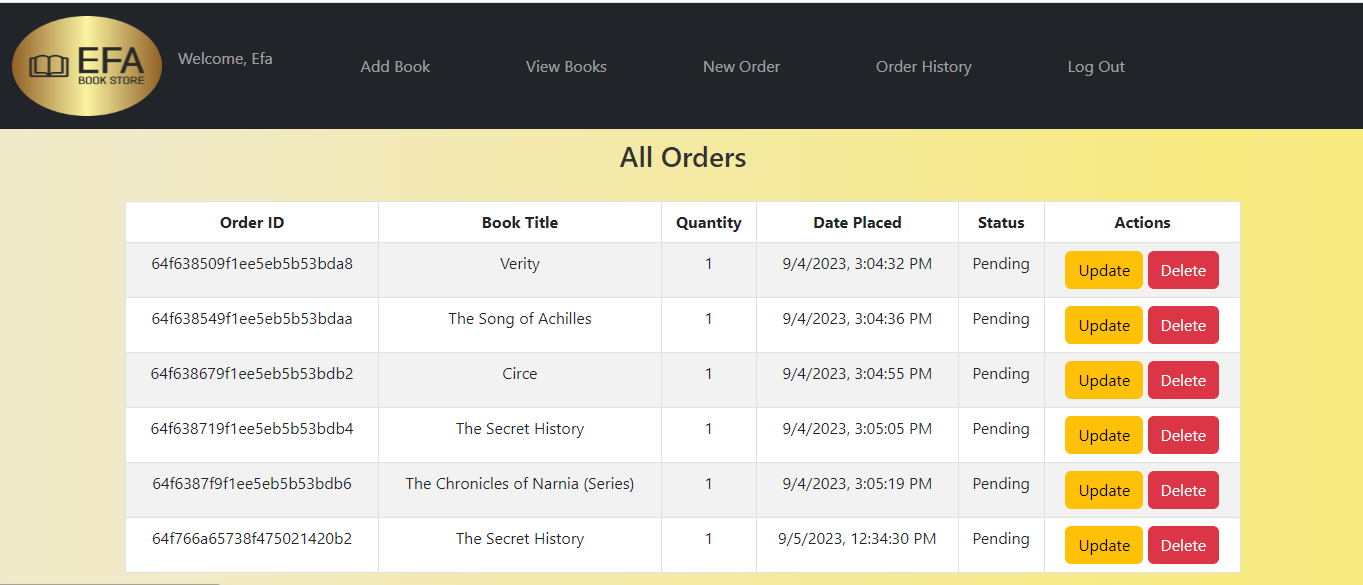 EFA
BOOK STORE
Welcome, Efa
Add Book
View Books
New Order
Order History
Log Out
All Orders
Order ID Book Title Quantity Date Placed Status Actions
64f638509f1ee5eb5b53bda8 Verity 1 9/4/2023, 3:04:32 PM Pending Update Delete
64f638549f1ee5eb5b53bdaa The Song of Achilles 1 9/4/2023, 3:04:36 PM Pending Update Delete
64f638679f1ee5eb5b53bdb2 Circe 1 9/4/2023, 3:04:55 PM Pending Update Delete
64f638719f1ee5eb5b53bdb4 The Secret History 1 9/4/2023, 3:05:05 PM Pending Update Delete
64f6387f9f1ee5eb5b53bdb6 The Chronicles of Narnia (Series) 1 9/4/2023, 3:05:19 PM Pending Update Delete
64f766a65738f475021420b2 The Secret History 1 9/5/2023, 12:34:30 PM Pending Update Delete